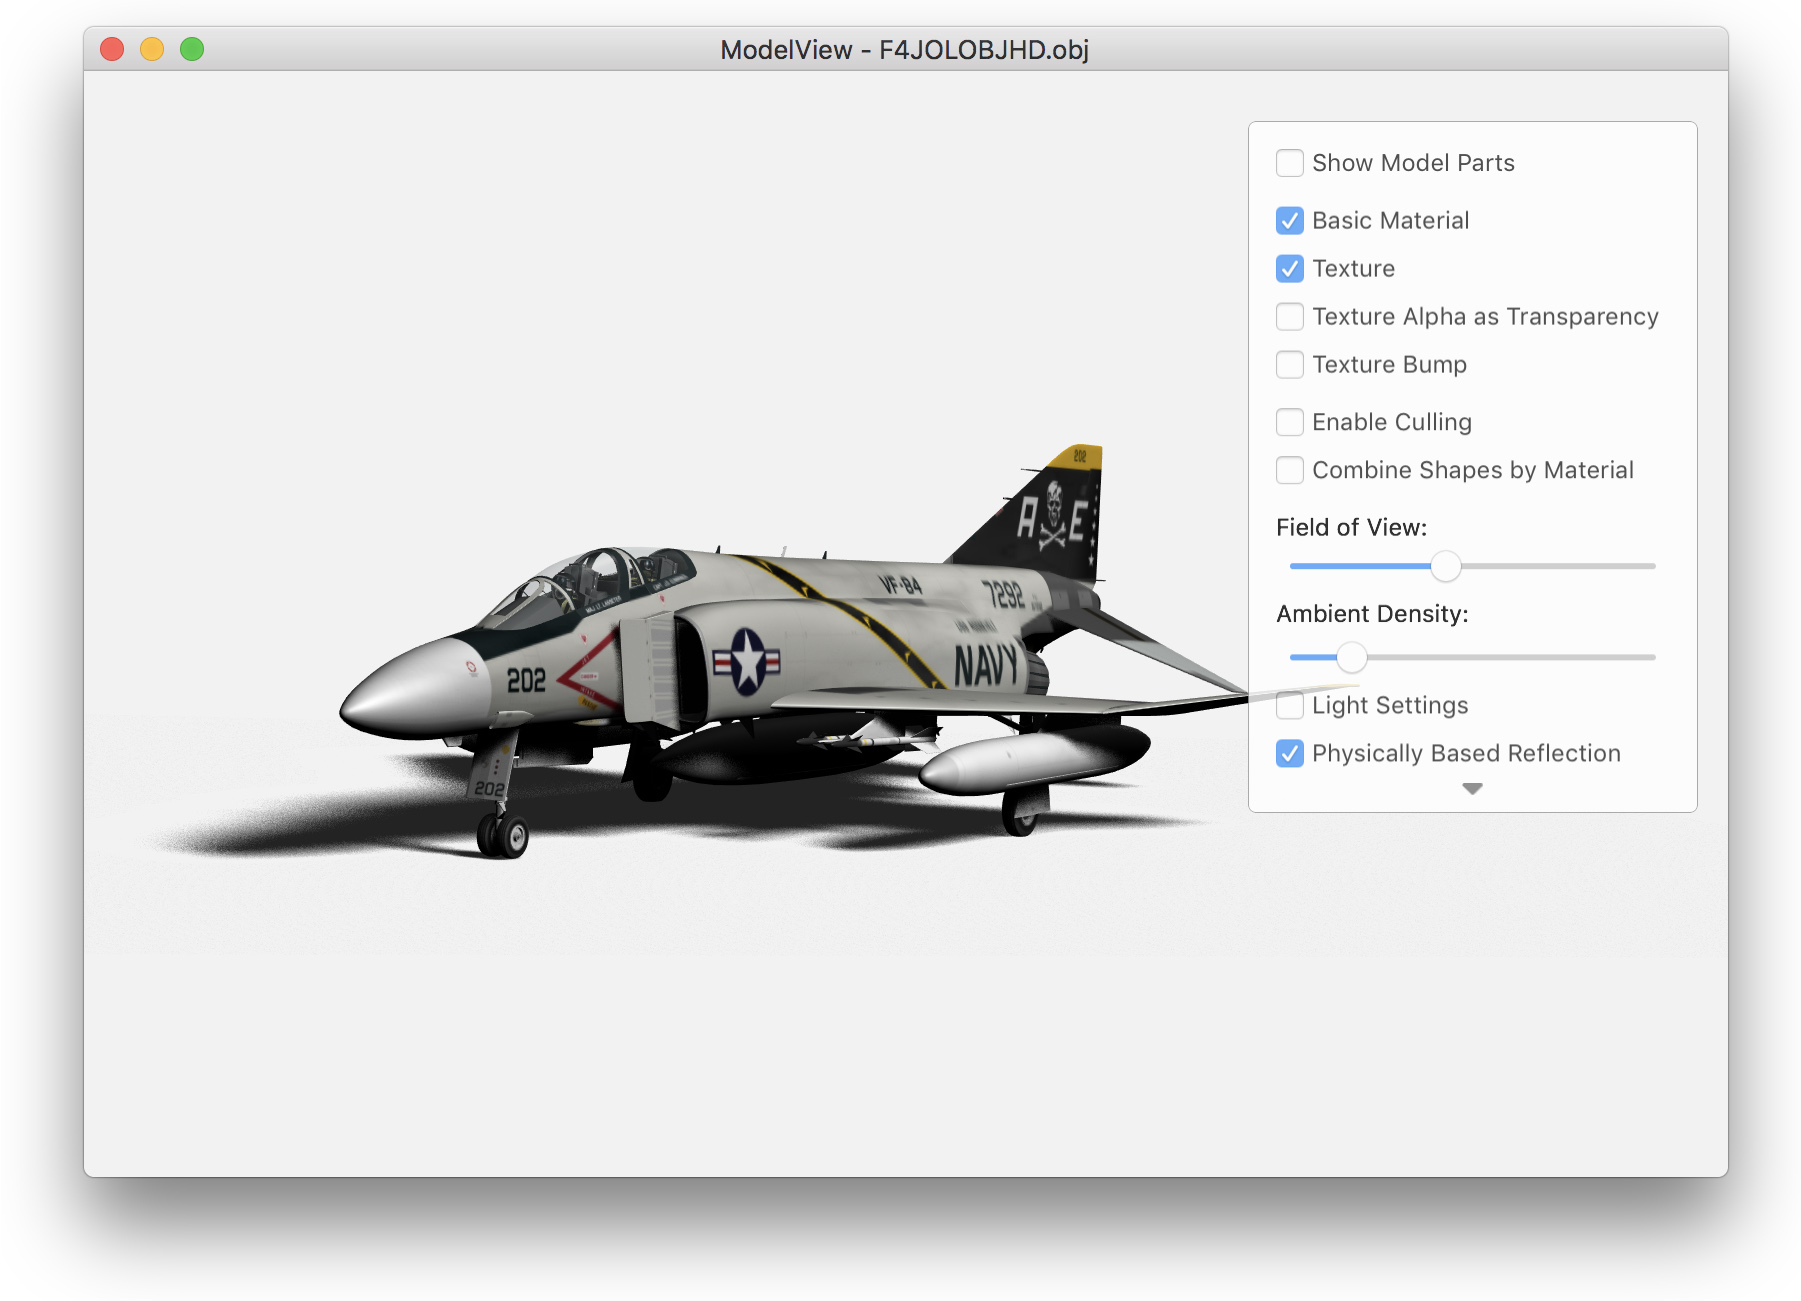 ModelView - F4JOLOBJHD.obj
Show Model Parts
Basic Material
Texture
Texture Alpha as Transparency
Texture Bump
Enable Culling
Combine Shapes by Material
Field of View:
Ambient Density:
Light Settings
Physically Based Reflection
202
A E
VF-84
7292
NAVY
202
202